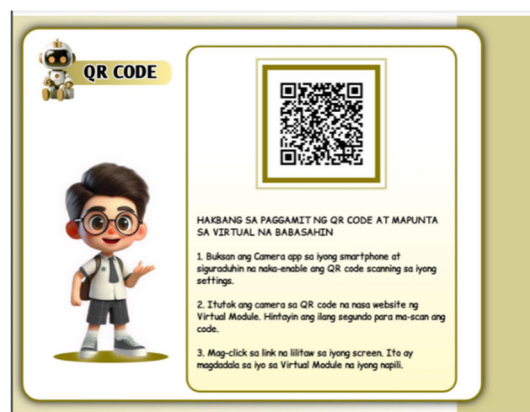 QR CODE
HAKBANG SA PAGGAMIT NG QR CODE AT MAPUNTA
SA VIRTUAL NA BABASAHIN
1. Buksan ang Camera app sa iyong smartphone at
siguraduhin na naka-enable ang QR code scanning sa iyong
settings.
2. Itutok ang camera sa QR code na nasa website ng
Virtual Module. Hintayin ang ilang segundo para ma-scan ang
code.
3. Mag-click sa link na lilitaw sa iyong screen. Ito ay
magdadala sa iyo sa Virtual Module na iyong napili.